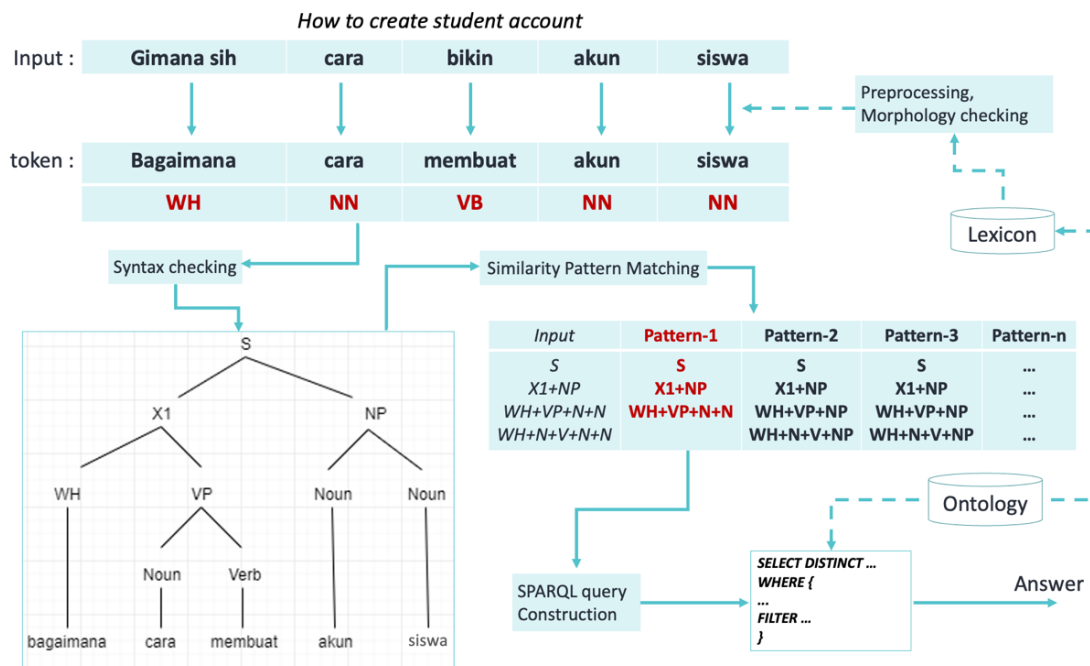 How to create student account
Input : Gimana sih cara bikin akun siswa
Preprocessing,
Morphology checking
token : Bagaimana cara membuat akun siswa
WH NN VB NN NN
Lexicon
Syntax checking
Similarity Pattern Matching
Input Pattern-1 Pattern-2 Pattern-3 Pattern-n
S S S S ...
X1+NP X1+NP X1+NP X1+NP ...
WH+VP+N+N WH+VP+N+N WH+VP+NP WH+VP+NP ...
WH+N+V+N+N WH+N+V+NP WH+N+V+NP ...
S
X1 NP
WH VP Noun Noun
Noun Verb
bagaimana cara membuat akun siswa
Ontology
SPARQL query
Construction
SELECT DISTINCT ...
WHERE {
...
FILTER ...
}
Answer